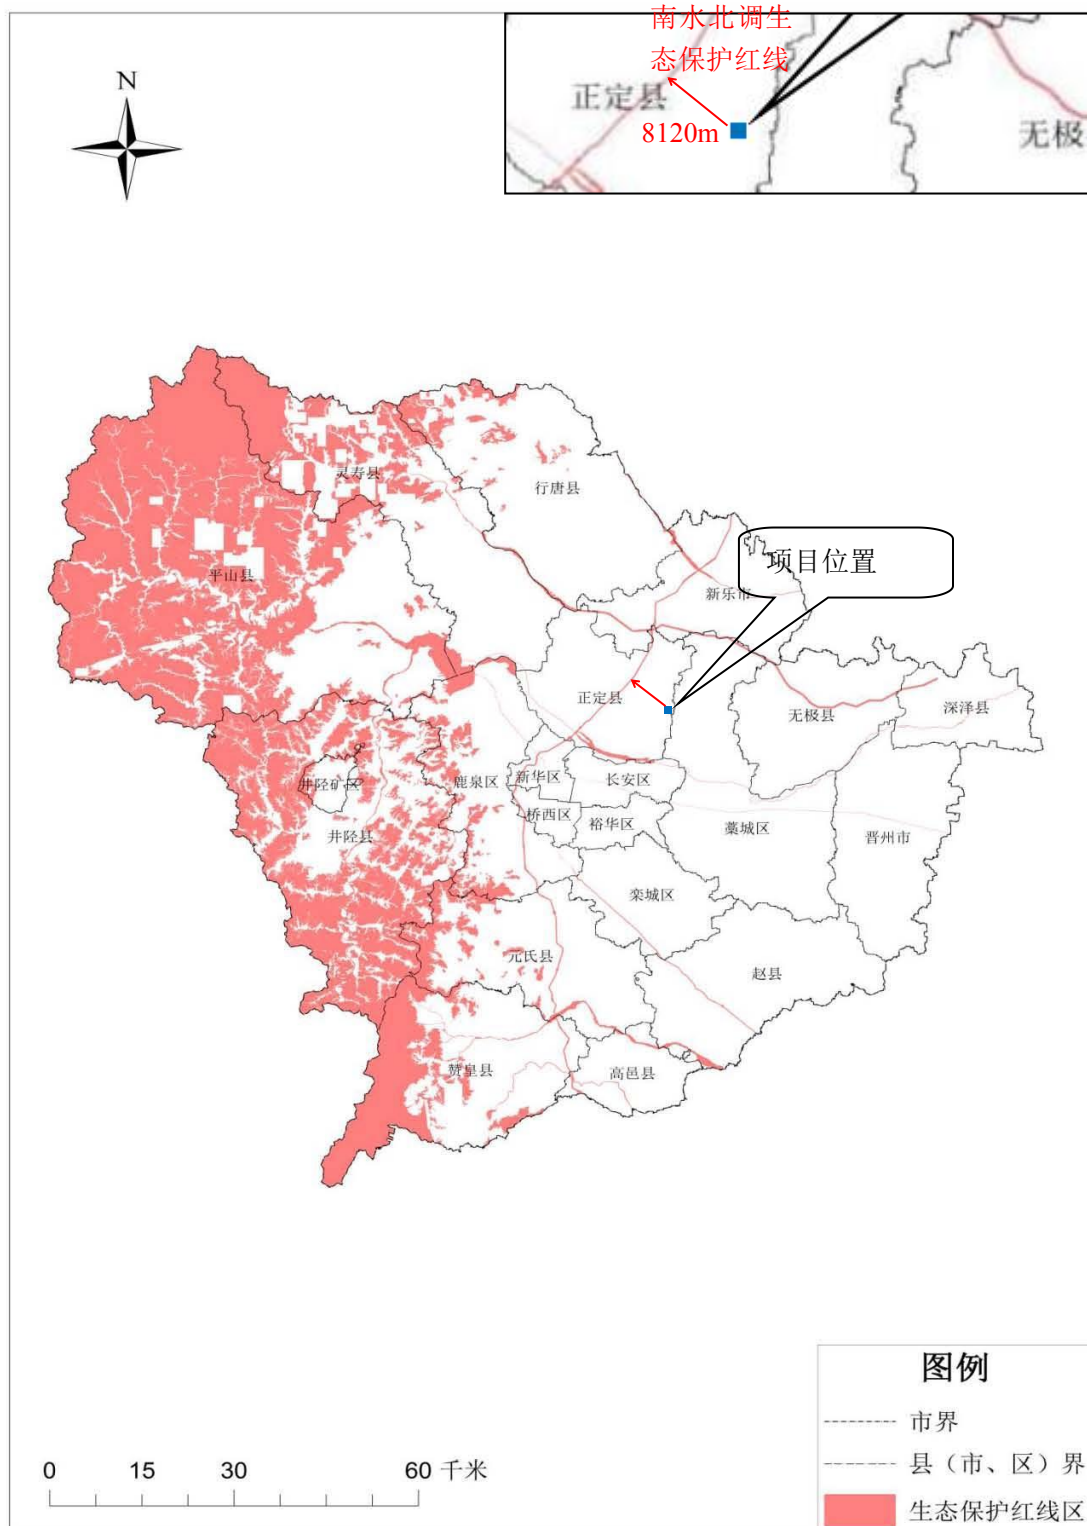 南水北调生
态保护红线
正定县
8120m
无极
N
灵寿县
行唐县
项目位置
平山县
新乐市
正定县
无极县
深泽县
井陉矿区
鹿泉区
新华区
长安区
桥西区
裕华区
藁城区
晋州市
井陉县
栾城区
元氏县
赵县
赞皇县
高邑县
图例
市界
县（市、区）界
生态保护红线区
0 15 30 60 千米